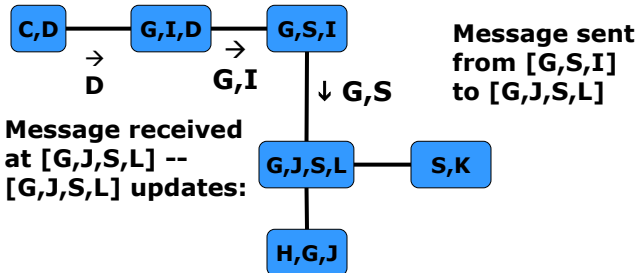 C,D
G,I,D
G,S,I
→
D
→
G,I
↓ G,S
Message sent
from [G,S,I]
to [G,J,S,L]
Message received
at [G,J,S,L] --
[G,J,S,L] updates:
G,J,S,L
S,K
H,G,J